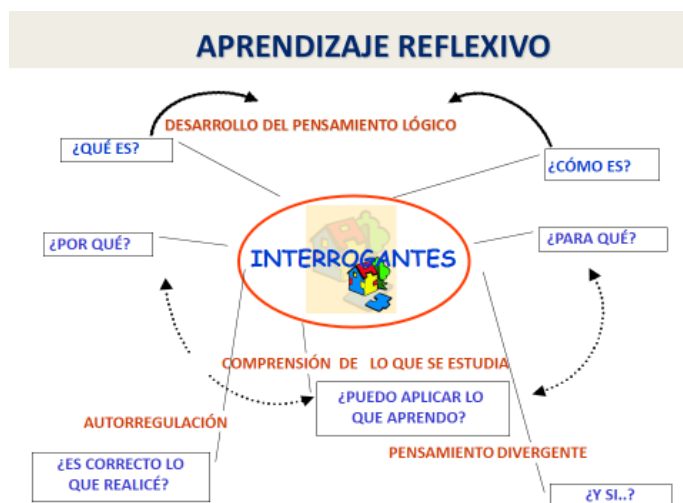 APRENDIZAJE REFLEXIVO
DESARROLLO DEL PENSAMIENTO LÓGICO
¿QUÉ ES?
¿CÓMO ES?
¿POR QUÉ?
¿PARA QUÉ?
INTERROGANTES
COMPRENSIÓN DE LO QUE SE ESTUDIA
¿PUEDO APLICAR LO
QUE APRENDO?
AUTORREGULACIÓN
PENSAMIENTO DIVERGENTE
¿ES CORRECTO LO
QUE REALICÉ?
¿Y SI..?